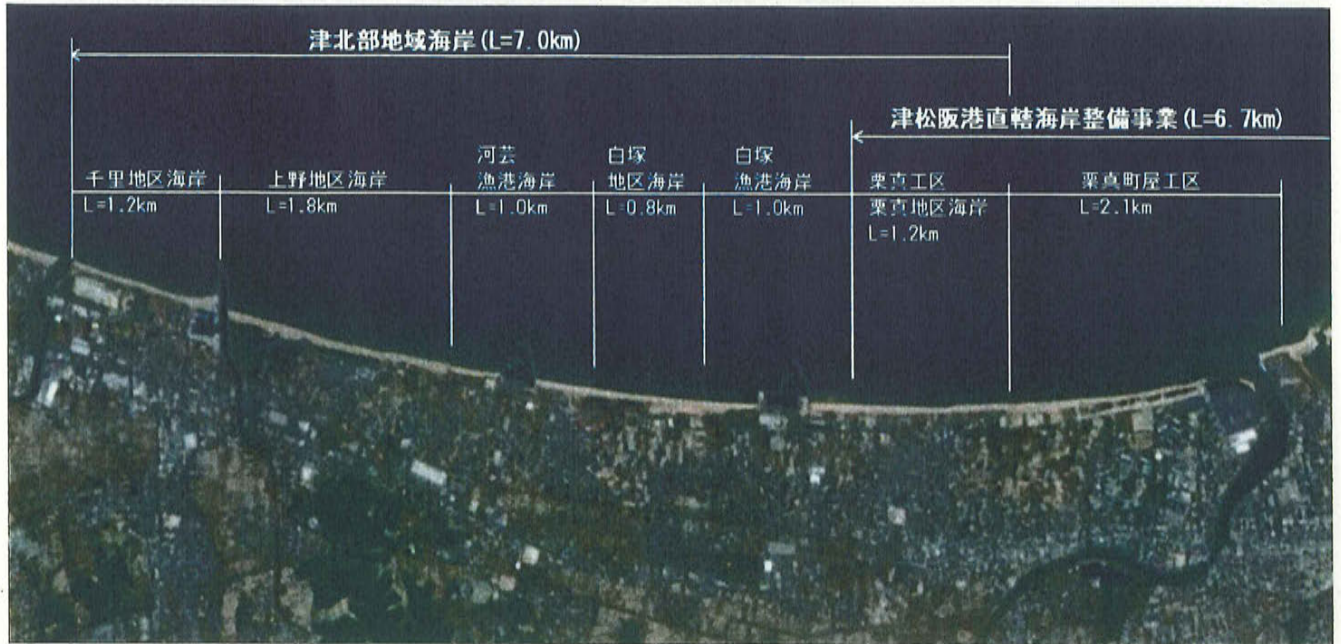 津北部地域海岸(L=7.0km)
津松阪港直轄海岸整備事業(L=6.7km)
千里地区海岸
L=1.2km
上野地区海岸
L=1.8km
河芸
漁港海岸
L=1.0km
白塚
地区海岸
L=0.8km
白塚
漁港海岸
L=1.0km
栗真工区
栗真地区海岸
L=1.2km
栗真町屋工区
L=2.1km